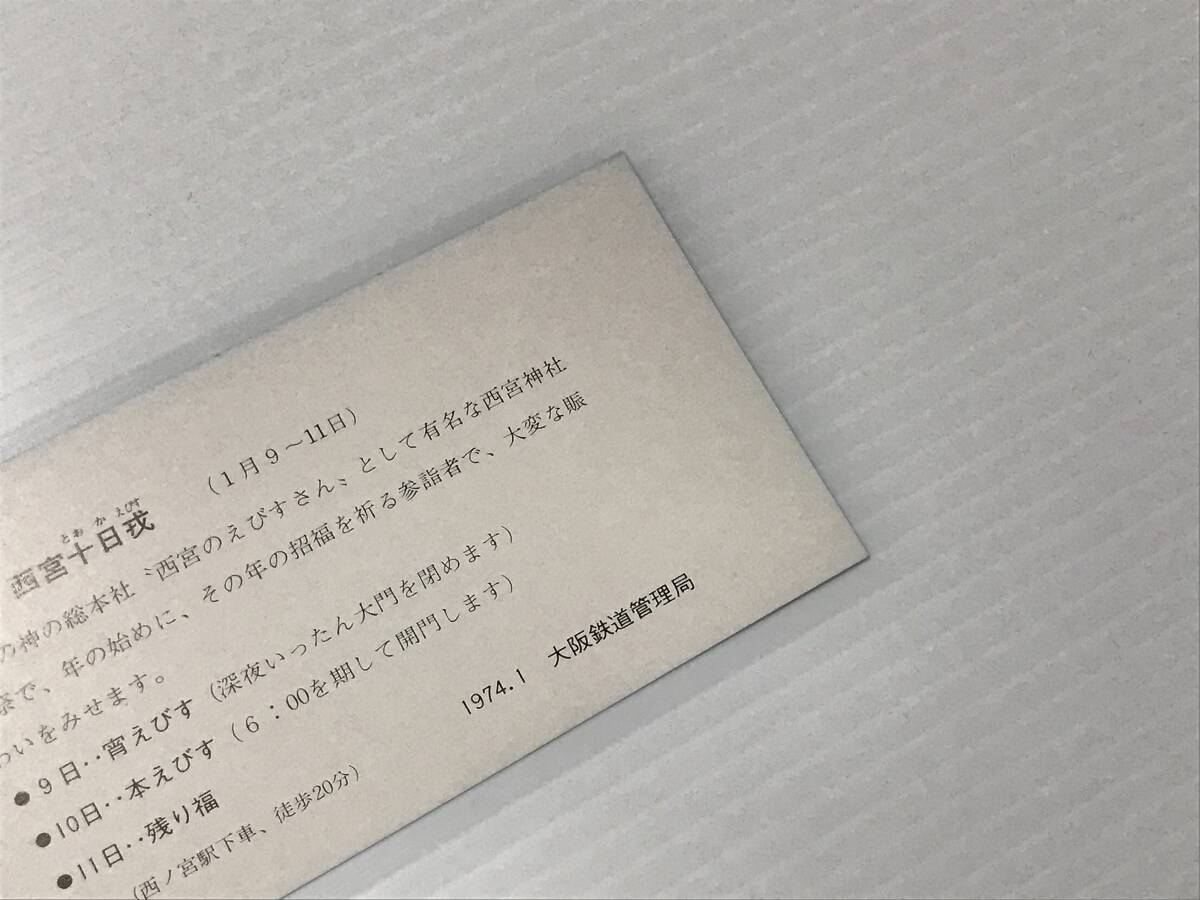 とおかえびす
西宮十日戎 (1月9〜11日)
の神の総本社〝西宮のえびすさん〟として有名な西宮神社
祭で、年の始めに、その年の招福を祈る参詣者で、大変な賑
わいをみせます。
●9日‥宵えびす (深夜いったん大門を閉めます)
●10日‥本えびす (6：00を期して開門します)
●11日‥残り福
(西ノ宮駅下車、徒歩20分)
1974.1 大阪鉄道管理局